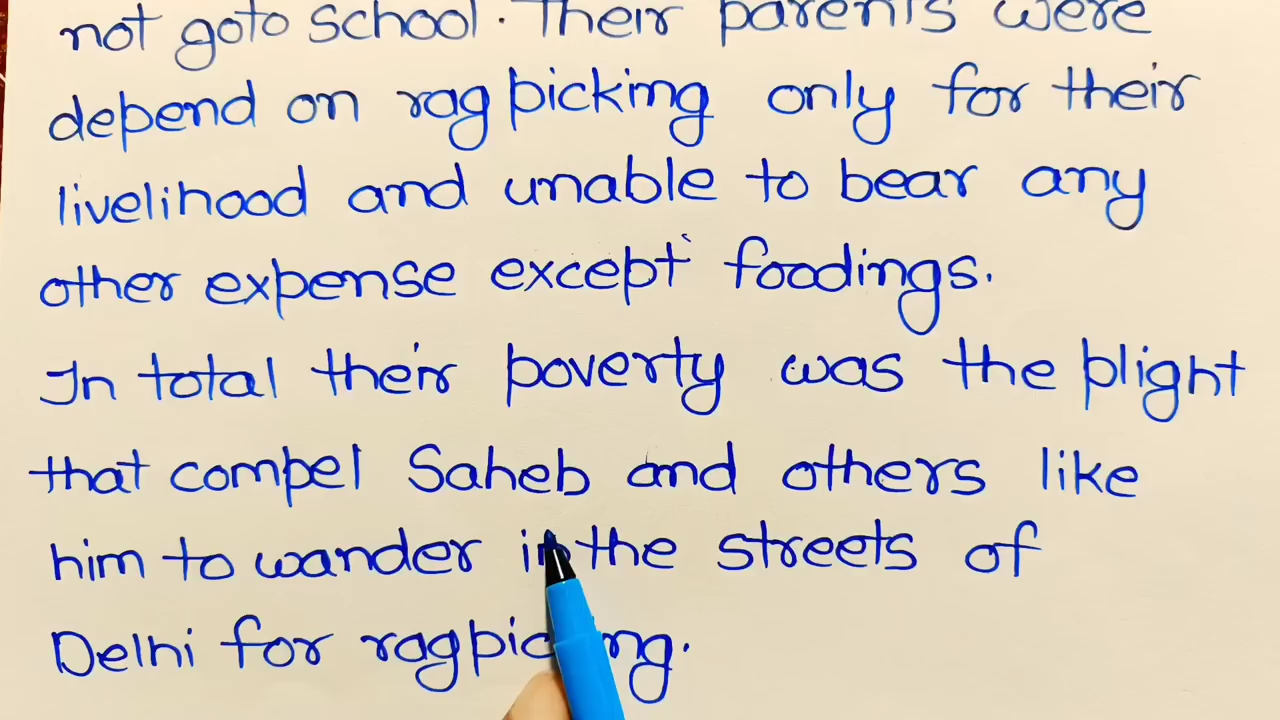 not goto school. Their parents were
depend on ragpicking only for their
livelihood and unable to bear any
other expense except foodings.
In total their poverty was the plight
that compel Saheb and others like
him to wander in the streets of
Delhi for ragpicking.